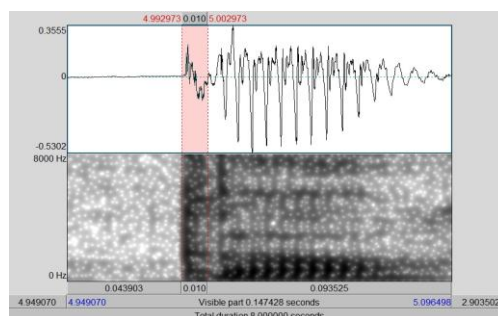 4.992973 0.010 5.002973
0.3555
0
-0.5302
8000 Hz
0 Hz
0.043903 0.010 0.093525
4.949070 4.949070 Visible part 0.147428 seconds 5.096498 2.903502
Total duration 8.000000 seconds